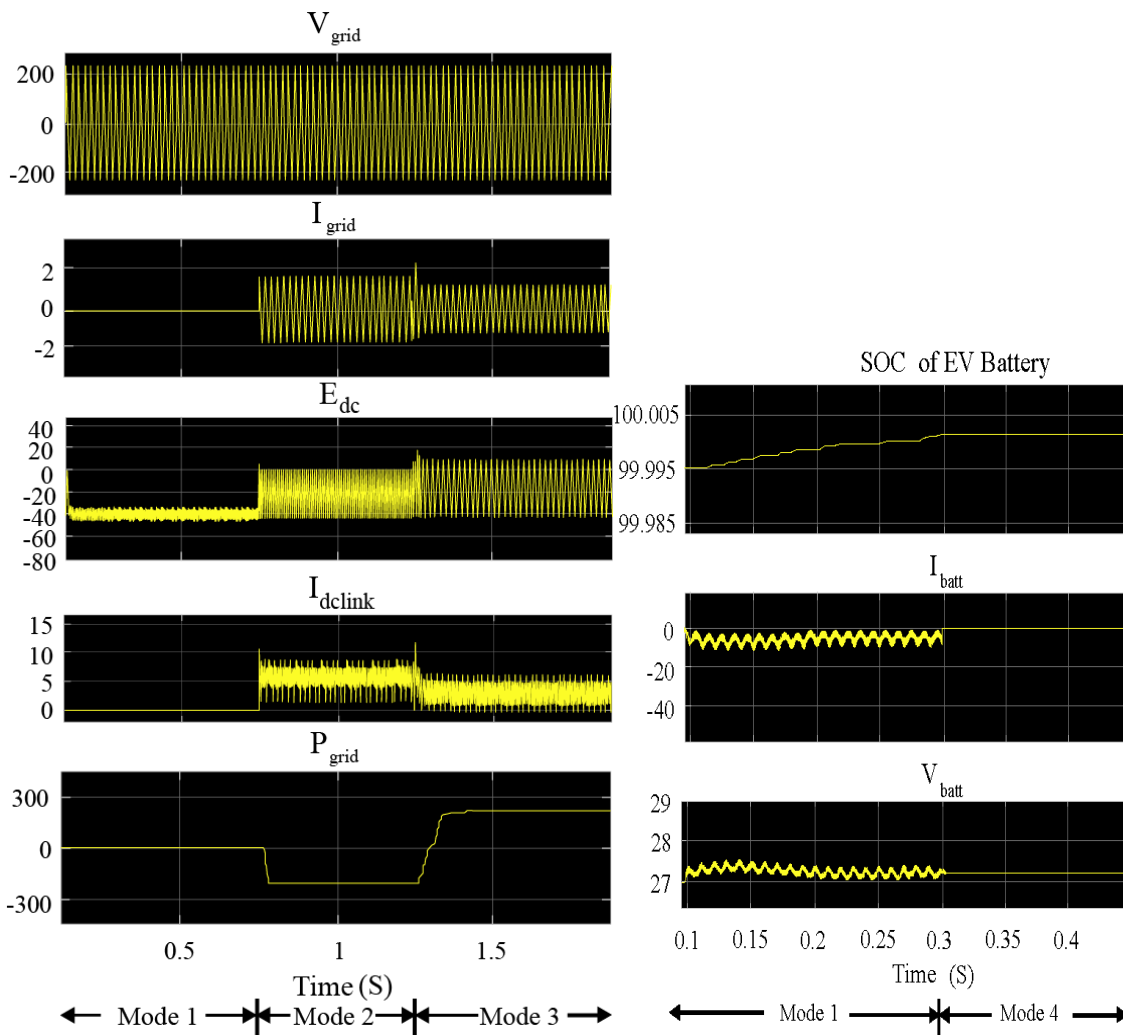 V grid
200
0
-200
I grid
2
0
-2
E dc
40
20
0
-20
-40
-60
-80
I dclink
15
10
5
0
P grid
300
0
-300
0.5 1 1.5
Time (S)
Mode 1 Mode 2 Mode 3
SOC of EV Battery
100.005
99.995
99.985
I batt
0
-20
-40
V batt
29
28
27
0.1 0.15 0.2 0.25 0.3 0.35 0.4
Time (S)
Mode 1 Mode 4